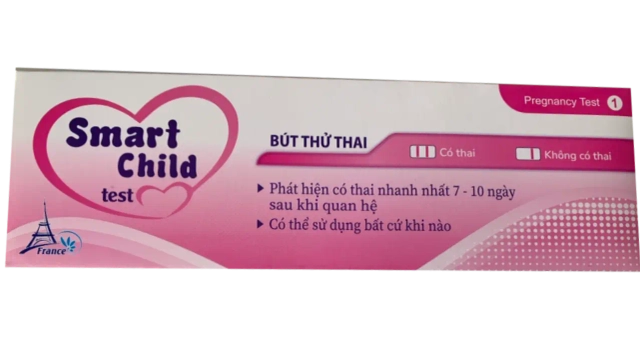 Pregnancy Test 1
Smart
Child
test
BÚT THỬ THAI
Có thai
Không có thai
Phát hiện có thai nhanh nhất 7 - 10 ngày
sau khi quan hệ
Có thể sử dụng bất cứ khi nào
France